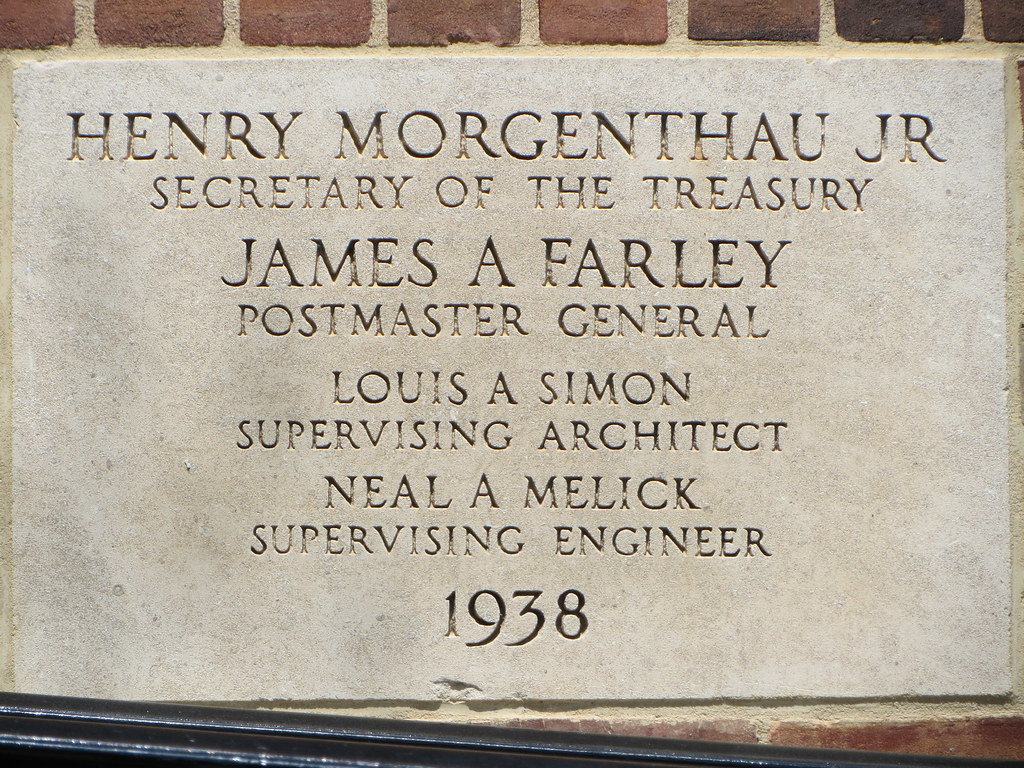 HENRY MORGENTHAU JR
SECRETARY OF THE TREASURY
JAMES A FARLEY
POSTMASTER GENERAL
LOUIS A SIMON
SUPERVISING ARCHITECT
NEAL A MELICK
SUPERVISING ENGINEER
1938